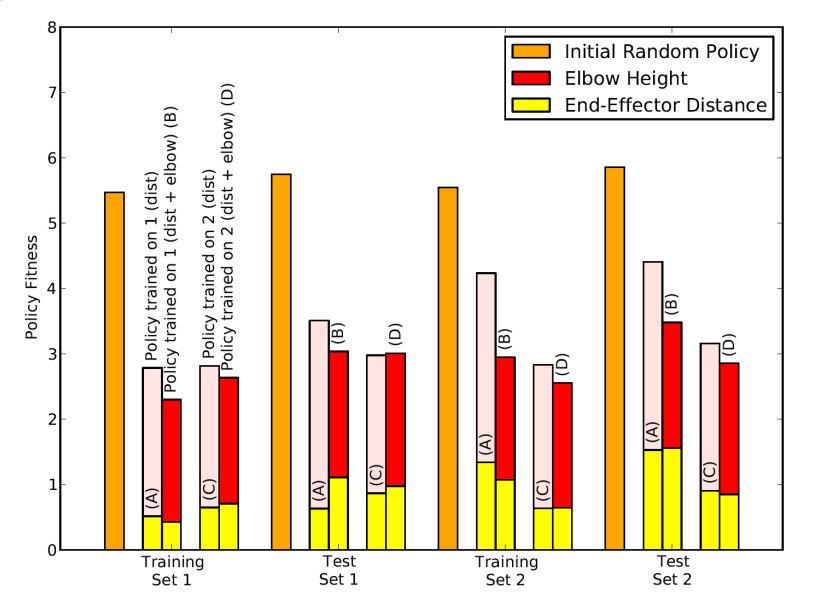 8
7
6
5
4
3
2
1
0
Policy Fitness
Initial Random Policy
Elbow Height
End-Effector Distance
Policy trained on 1 (dist)
Policy trained on 1 (dist + elbow) (B)
Policy trained on 2 (dist)
Policy trained on 2 (dist + elbow) (D)
(A)
(C)
(A)
(B)
(C)
(D)
(A)
(B)
(C)
(D)
(A)
(B)
(C)
(D)
Training
Set 1
Test
Set 1
Training
Set 2
Test
Set 2